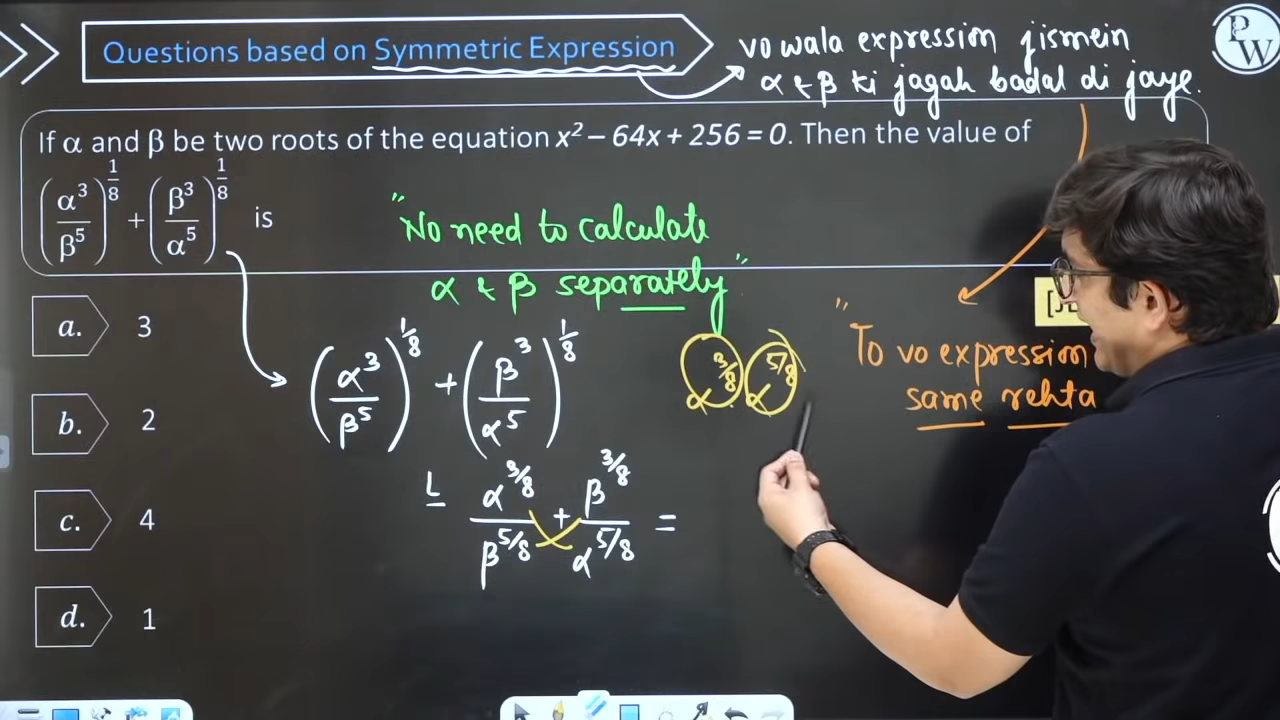 Questions based on Symmetric Expression
vo wala expression jismein
α & β ki jagah badal di jaye.
PW
If α and β be two roots of the equation x² – 64x + 256 = 0. Then the value of
(α³/β⁵)^(1/8) + (β³/α⁵)^(1/8) is
"No need to calculate
α & β separately"
a. 3
b. 2
c. 4
d. 1
(α³/β⁵)^(1/8) + (β³/α⁵)^(1/8)
α^(3/8)/β^(5/8) + β^(3/8)/α^(5/8) =
α^(3/8) α^(5/8)
"To vo expression
same rehta